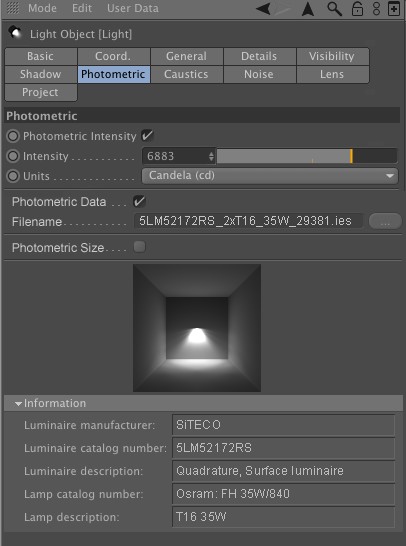 Mode Edit User Data
Light Object [Light]
Basic Coord. General Details Visibility
Shadow Photometric Caustics Noise Lens
Project
Photometric
Photometric Intensity
Intensity . . . . . . . . 6883
Units . . . . . . . . . . . Candela (cd)
Photometric Data . . .
Filename. . . . . . . . . . 5LM52172RS_2xT16_35W_29381.ies ...
Photometric Size. . . .
Information
Luminaire manufacturer: SiTECO
Luminaire catalog number: 5LM52172RS
Luminaire description: Quadrature, Surface luminaire
Lamp catalog number: Osram: FH 35W/840
Lamp description: T16 35W